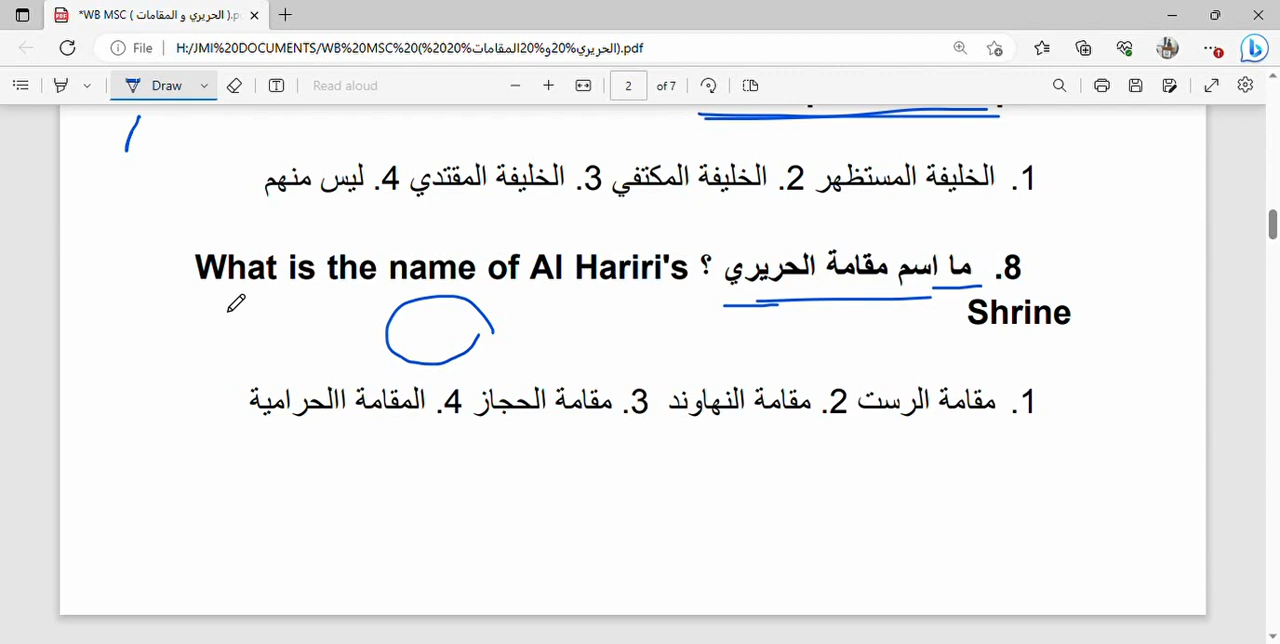 *WB MSC ( الحريري و المقامات ).p
File H:/JMI%20DOCUMENTS/WB%20MSC%20(%2020%الحريري%20و%20المقامات).pdf
Draw Read aloud 2 of 7
1. الخليفة المستظهر 2. الخليفة المكتفي 3. الخليفة المقتدي 4. ليس منهم
8. ما اسم مقامة الحريري ؟ What is the name of Al Hariri's
Shrine
1. مقامة الرست 2. مقامة النهاوند 3. مقامة الحجاز 4. المقامة االحرامية